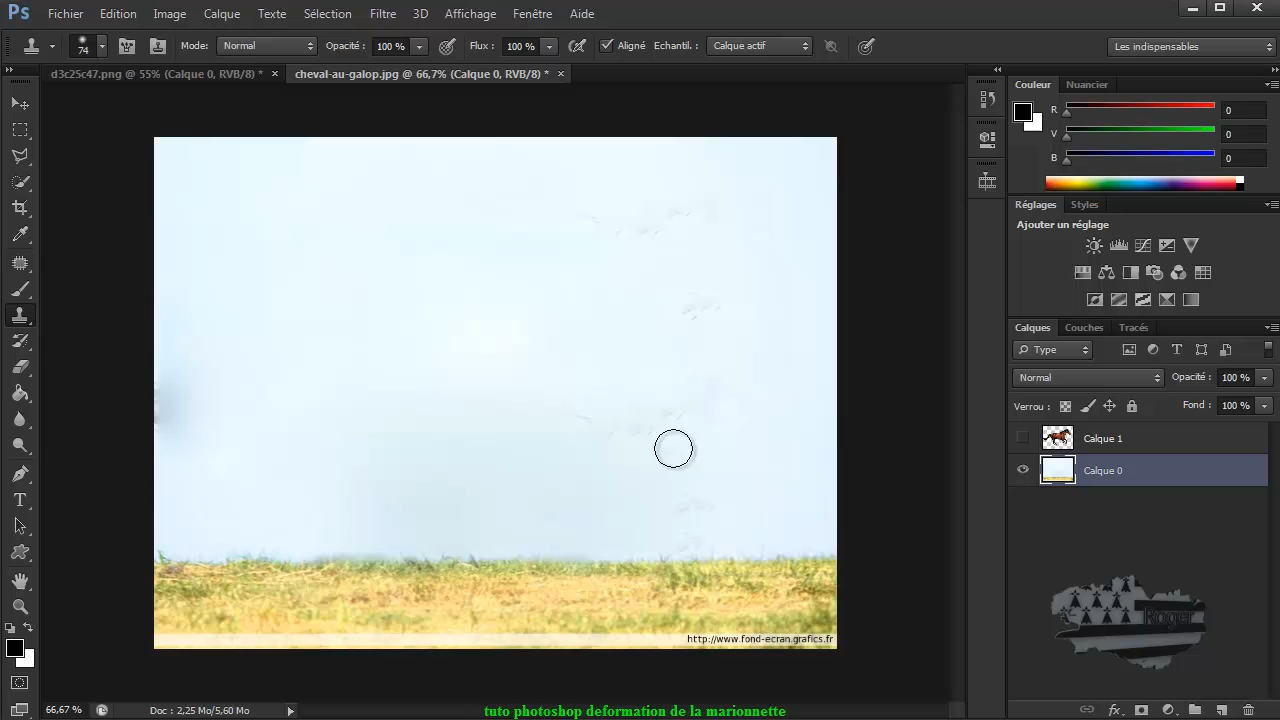 Ps Fichier Edition Image Calque Texte Sélection Filtre 3D Affichage Fenêtre Aide
74 Mode: Normal Opacité : 100 % Flux : 100 % Aligné Echantil. : Calque actif Les indispensables
d3c25c47.png @ 55% (Calque 0, RVB/8) * × cheval-au-galop.jpg @ 66,7% (Calque 0, RVB/8) * ×
Couleur Nuancier
R 0
V 0
B 0
Réglages Styles
Ajouter un réglage
Calques Couches Tracés
Type
Normal Opacité : 100 %
Verrou : Fond : 100 %
Calque 1
Calque 0
Roger
http://www.fond-ecran.grafics.fr
66,67 % Doc : 2,25 Mo/5,60 Mo
tuto photoshop deformation de la marionnette